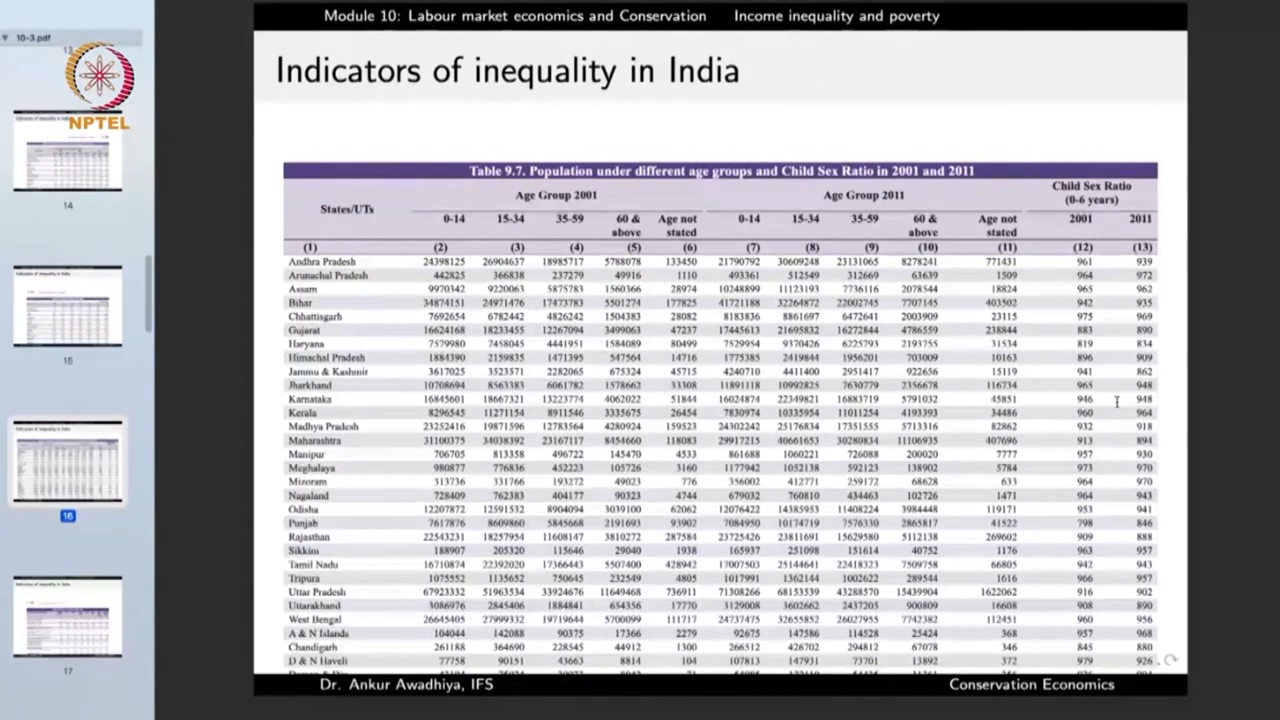 Module 10: Labour market economics and Conservation Income inequality and poverty
10-3.pdf
NPTEL
14
15
16
17
Indicators of inequality in India
Table 9.7. Population under different age groups and Child Sex Ratio in 2001 and 2011
States/UTs Age Group 2001 Age Group 2011 Child Sex Ratio (0-6 years)
0-14 15-34 35-59 60 & above Age not stated 0-14 15-34 35-59 60 & above Age not stated 2001 2011
(1) (2) (3) (4) (5) (6) (7) (8) (9) (10) (11) (12) (13)
Andhra Pradesh 24398125 26904637 18985717 5788078 133450 21790792 30609248 23131065 8278241 771431 961 939
Arunachal Pradesh 442825 366838 237279 49916 1110 493361 512549 312669 63639 1509 964 972
Assam 9970342 9220063 5875783 1560366 28974 10248899 11123193 7736116 2078544 18824 965 962
Bihar 34874151 24971476 17473783 5501274 177825 41721188 32264872 22002745 7707145 403502 942 935
Chhattisgarh 7692654 6782442 4826242 1504383 28082 8183836 8861697 6472641 2003909 23115 975 969
Gujarat 16624168 18233455 12267094 3499063 47237 17445613 21695832 16272844 4786559 238844 883 890
Haryana 7579980 7458045 4441951 1584089 80499 7529954 9370426 6225793 2193755 31534 819 834
Himachal Pradesh 1884390 2159835 1471395 547564 14716 1775385 2419844 1956201 703009 10163 896 909
Jammu & Kashmir 3617025 3523571 2282065 675324 45715 4240710 4411400 2951417 922656 15119 941 862
Jharkhand 10708694 8563383 6061782 1578662 33308 11891118 10992825 7630779 2356678 116734 965 948
Karnataka 16845601 18667321 13223774 4062022 51844 16024874 22349821 16883719 5791032 45851 946 948
Kerala 8296545 11271154 8911546 3335675 26454 7830974 10335954 11011254 4193393 34486 960 964
Madhya Pradesh 23252416 19871596 12783564 4280924 159523 24302242 25176834 17351555 5713316 82862 932 918
Maharashtra 31100375 34038392 23167117 8454660 118083 29917215 40661653 30280834 11106935 407696 913 894
Manipur 706705 813358 496722 145470 4533 861688 1060221 726088 200020 7777 957 930
Meghalaya 980877 776836 452223 105726 3160 1177942 1052138 592123 138902 5784 973 970
Mizoram 313736 331766 193272 49023 776 356002 412771 259172 68628 633 964 970
Nagaland 728409 762383 404177 90323 4744 679032 760810 434463 102726 1471 964 943
Odisha 12207872 12591532 8904094 3039100 62062 12076422 14385953 11408224 3984448 119171 953 941
Punjab 7617876 8609860 5845668 2191693 93902 7084950 10174719 7576330 2865817 41522 798 846
Rajasthan 22543231 18257954 11608147 3810272 287584 23725426 23811691 15629580 5112138 269602 909 888
Sikkim 188907 205320 115646 29040 1938 165937 251098 151614 40752 1176 963 957
Tamil Nadu 16710874 22392020 17366443 5507400 428942 17007503 25144641 22418323 7509758 66805 942 943
Tripura 1075552 1135652 750645 232549 4805 1017991 1362144 1002622 289544 1616 966 957
Uttar Pradesh 67923332 51963534 33924676 11649468 736911 71308266 68153539 43288570 15439904 1622062 916 902
Uttarakhand 3086976 2845406 1884841 654356 17770 3129008 3602662 2437205 900809 16608 908 890
West Bengal 26645405 27999332 19719644 5700099 111717 24737475 32655852 26027955 7742382 112451 960 956
A & N Islands 104044 142088 90375 17366 2279 92675 147586 114528 25424 368 957 968
Chandigarh 261188 364690 228545 44912 1300 266512 426702 294812 67078 346 845 880
D & N Haveli 77758 90151 43663 8814 104 107813 147931 73701 13892 372 979 926
Dr. Ankur Awadhiya, IFS Conservation Economics